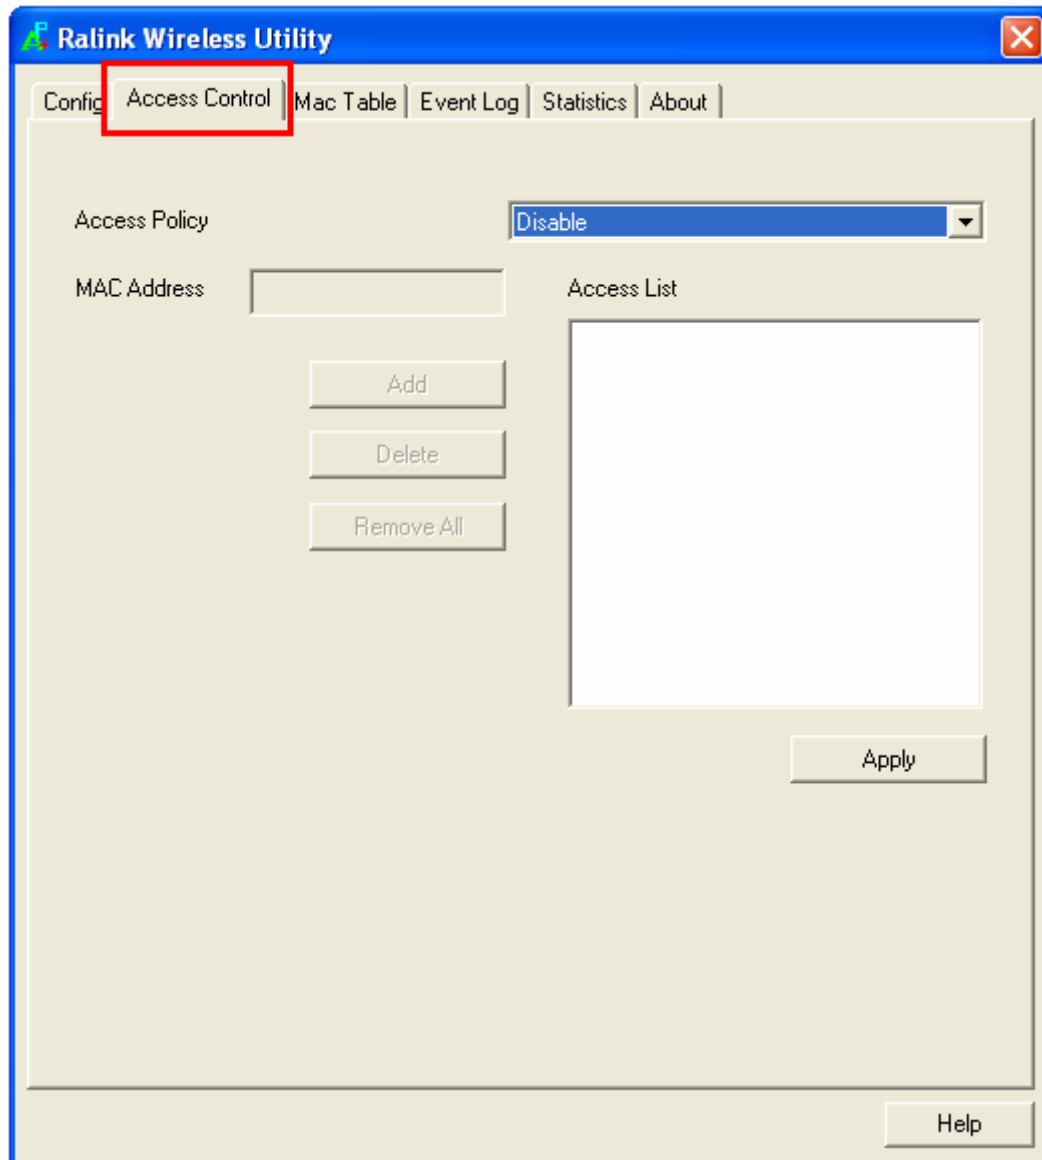 Ralink Wireless Utility
Config Access Control Mac Table Event Log Statistics About
Access Policy Disable
MAC Address Access List
Add
Delete
Remove All
Apply
Help